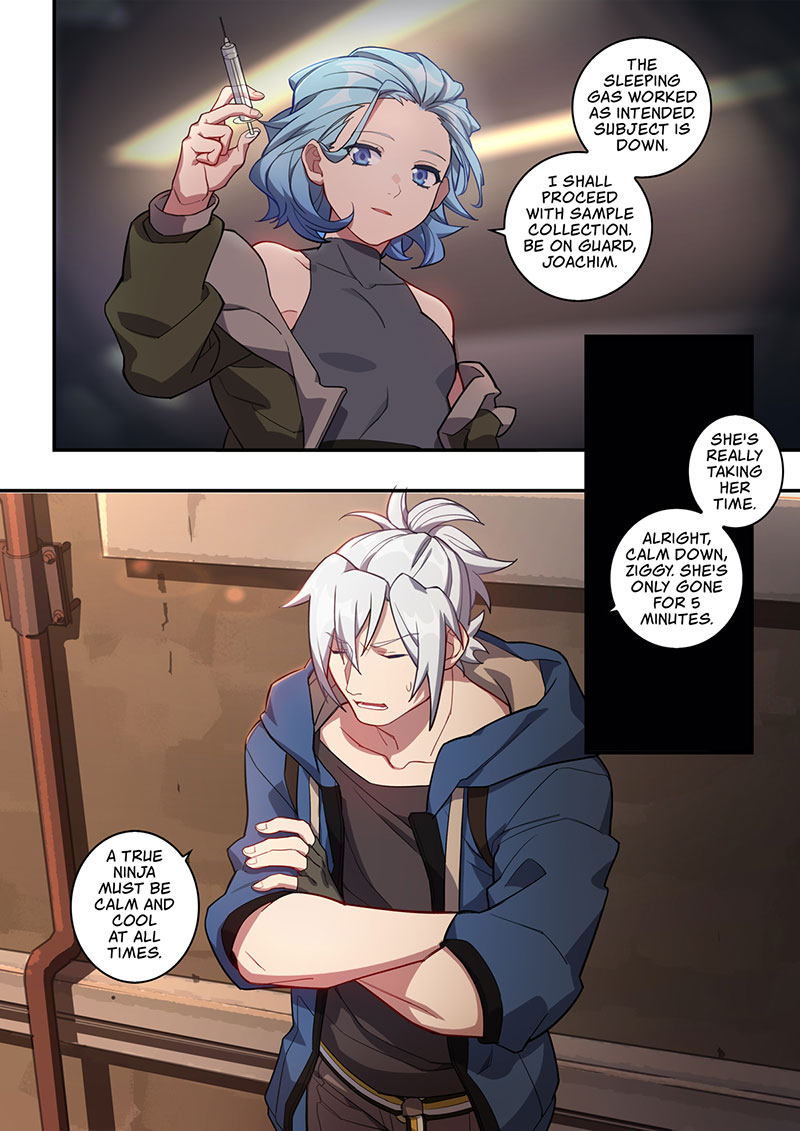 THE
SLEEPING
GAS WORKED
AS INTENDED.
SUBJECT IS
DOWN.
I SHALL
PROCEED
WITH SAMPLE
COLLECTION.
BE ON GUARD,
JOACHIM.
SHE'S
REALLY
TAKING
HER
TIME.
ALRIGHT,
CALM DOWN,
ZIGGY. SHE'S
ONLY GONE
FOR 5
MINUTES.
A TRUE
NINJA
MUST BE
CALM AND
COOL
AT ALL
TIMES.